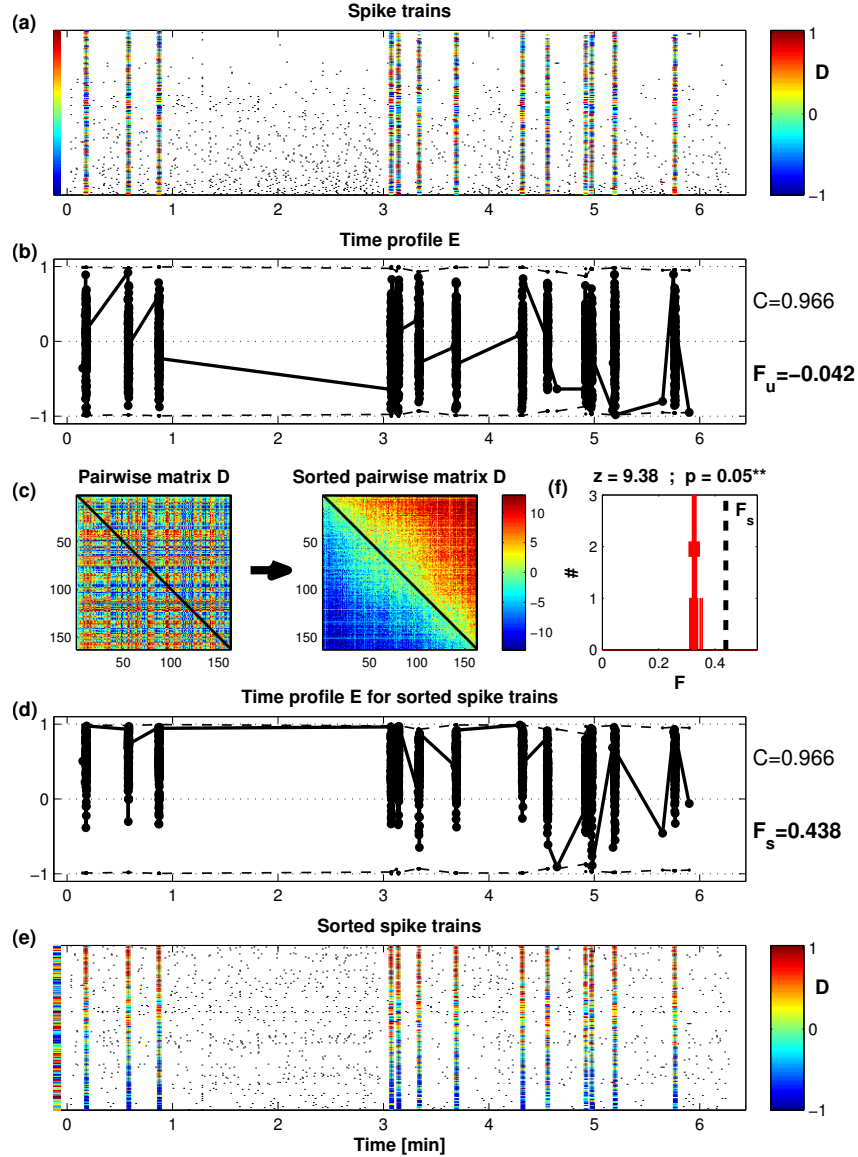 (a) Spike trains
1
D
0
−1
0 1 2 3 4 5 6
(b) Time profile E
1
0
−1
C=0.966
F_u=−0.042
0 1 2 3 4 5 6
(c) Pairwise matrix D
Sorted pairwise matrix D
50
100
150
50 100 150
50
100
150
50 100 150
10
5
0
−5
−10
(f) z = 9.38 ; p = 0.05**
3
2
1
0
#
F_s
0 0.2 0.4
F
(d) Time profile E for sorted spike trains
1
0
−1
C=0.966
F_s=0.438
0 1 2 3 4 5 6
(e) Sorted spike trains
1
D
0
−1
0 1 2 3 4 5 6
Time [min]